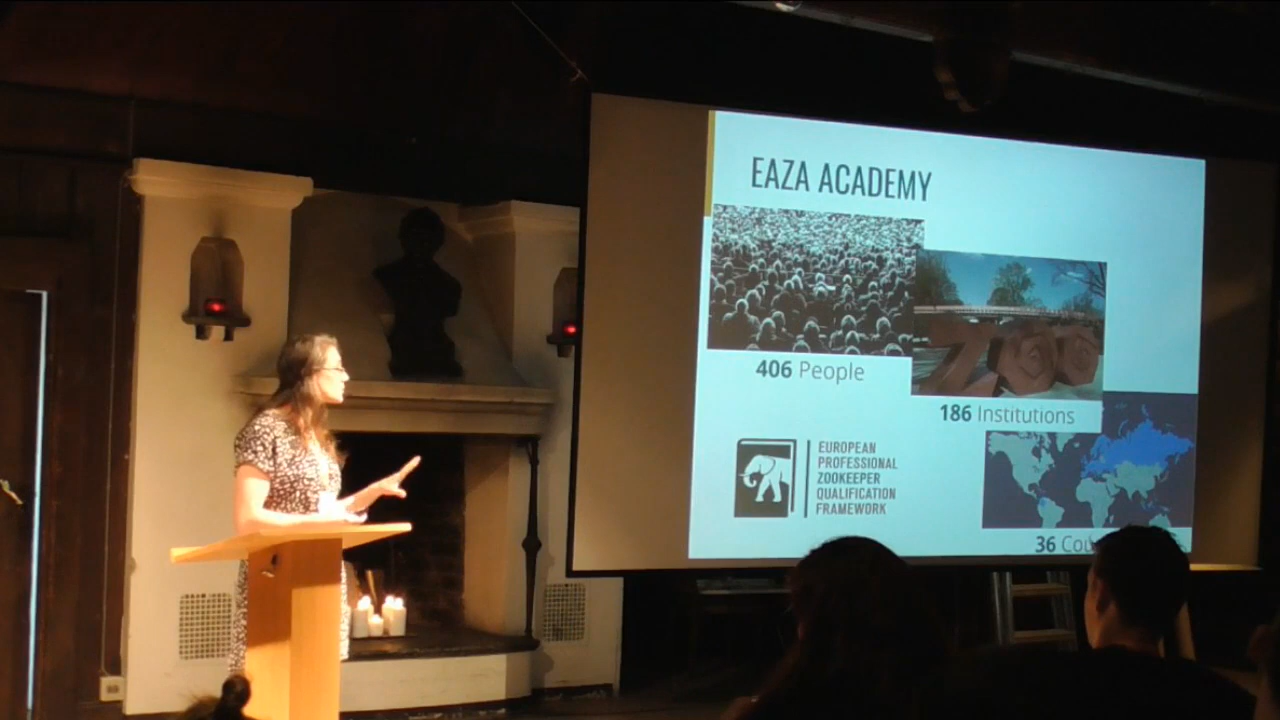 EAZA ACADEMY
406 People
186 Institutions
EUROPEAN
PROFESSIONAL
ZOOKEEPER
QUALIFICATION
FRAMEWORK
36